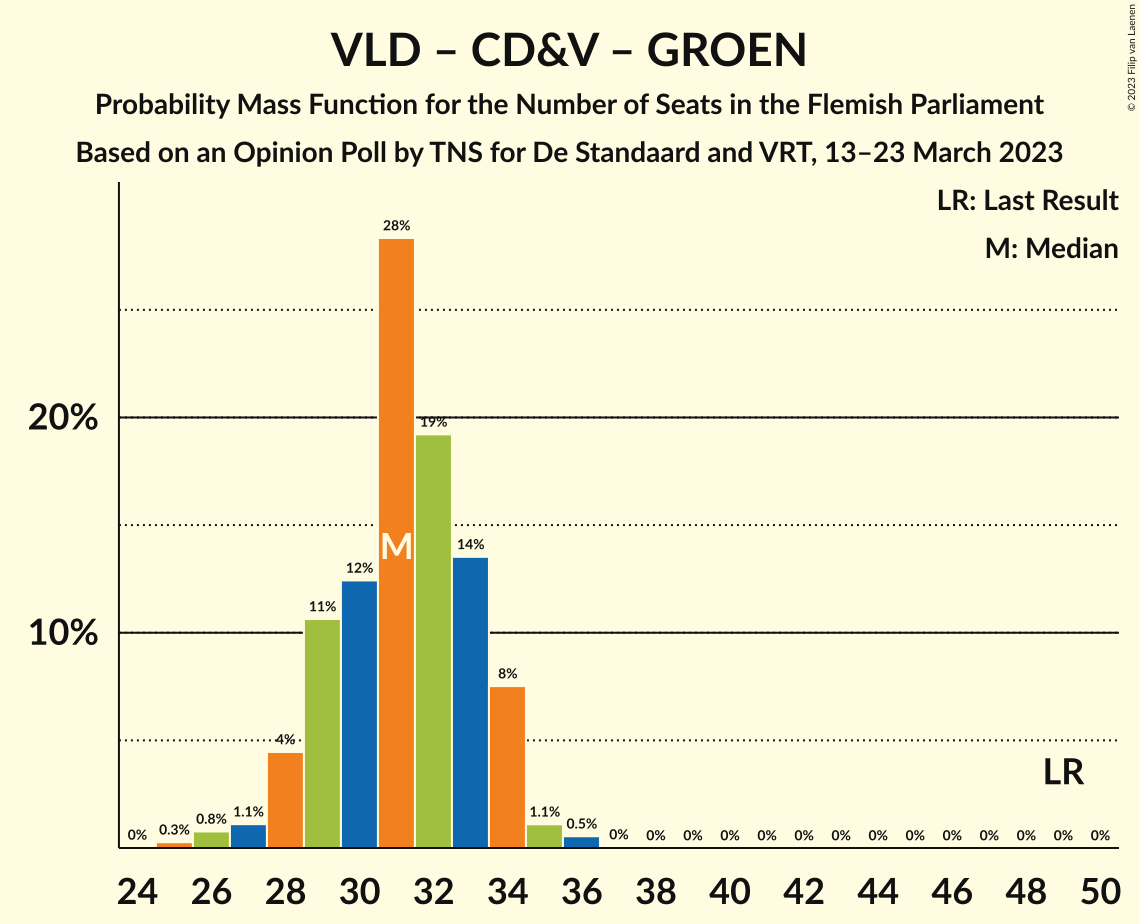 VLD – CD&V – GROEN
Probability Mass Function for the Number of Seats in the Flemish Parliament
Based on an Opinion Poll by TNS for De Standaard and VRT, 13–23 March 2023
© 2023 Filip van Laenen
LR: Last Result
M: Median
28%
20%
19%
M
14%
12%
11%
10%
8%
4%
LR
0% 0.3% 0.8% 1.1% 1.1% 0.5% 0% 0% 0% 0% 0% 0% 0% 0% 0% 0% 0% 0% 0% 0%
24 26 28 30 32 34 36 38 40 42 44 46 48 50